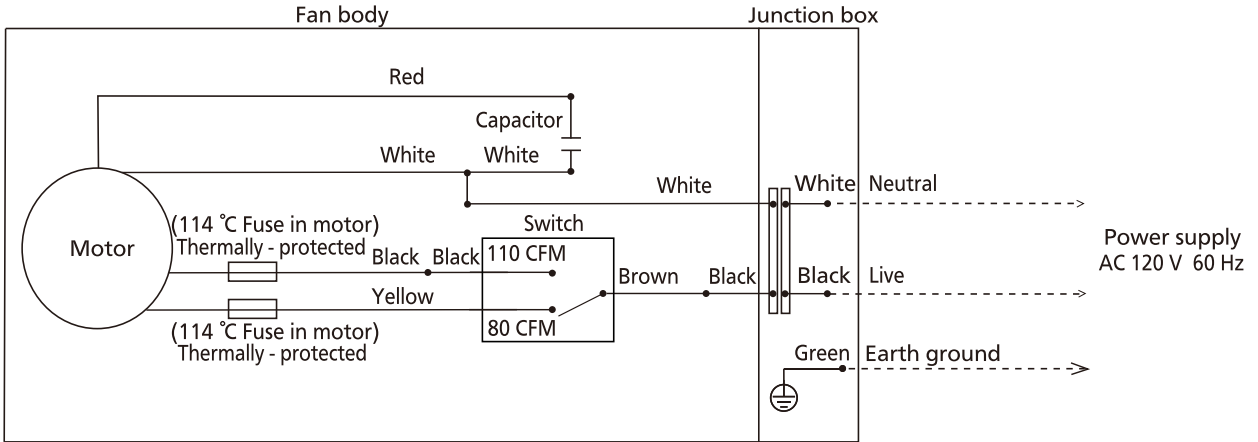 Fan body
Junction box
Red
Capacitor
White
White
White
White
Neutral
(114 ℃ Fuse in motor)
Thermally - protected
Switch
Motor
Black
Black
110 CFM
Brown
Black
Black
Live
Power supply
AC 120 V 60 Hz
Yellow
80 CFM
(114 ℃ Fuse in motor)
Thermally - protected
Green
Earth ground